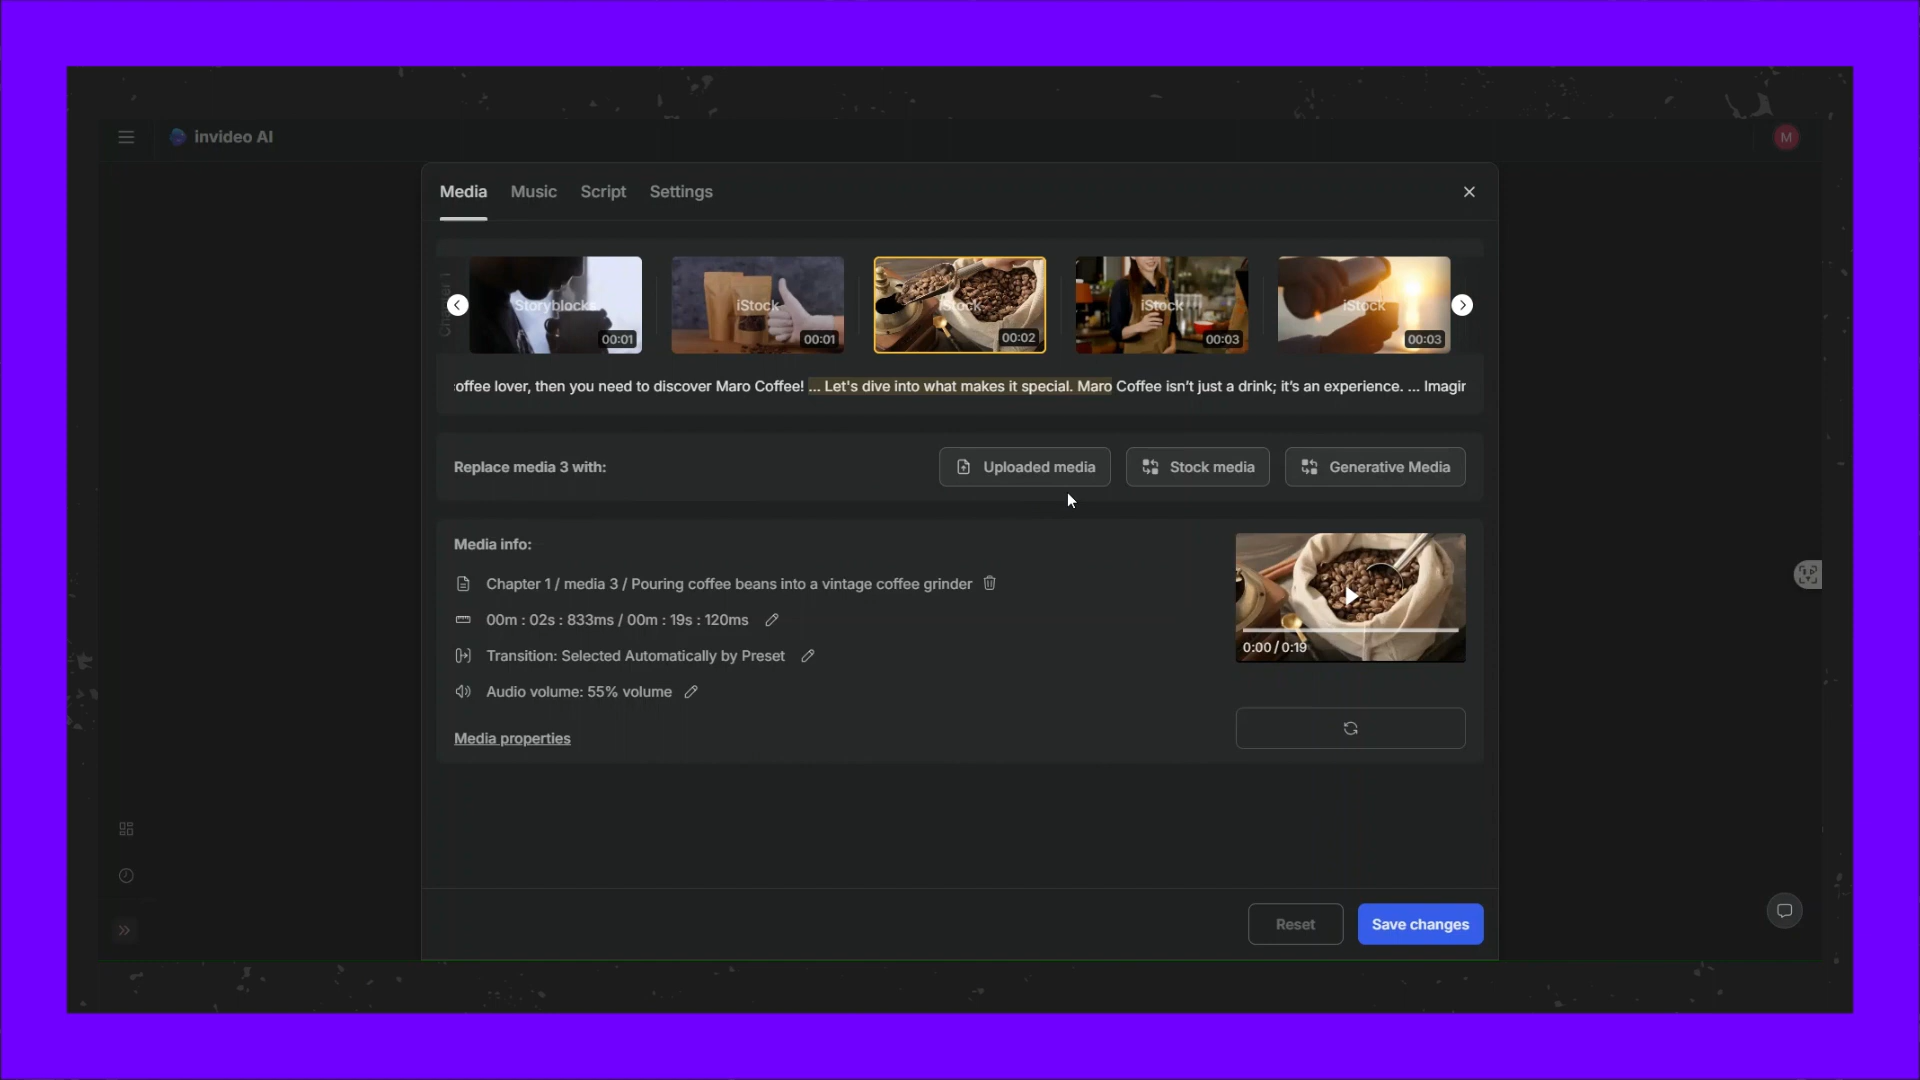 invideo AI
M
Media Music Script Settings
Chapter 1
Storyblocks
00:01
iStock
00:01
iStock
00:02
iStock
00:03
iStock
00:03
offee lover, then you need to discover Maro Coffee! ... Let's dive into what makes it special. Maro Coffee isn't just a drink; it's an experience. ... Imagin
Replace media 3 with:
Uploaded media
Stock media
Generative Media
Media info:
Chapter 1 / media 3 / Pouring coffee beans into a vintage coffee grinder
00m : 02s : 833ms / 00m : 19s : 120ms
Transition: Selected Automatically by Preset
Audio volume: 55% volume
Media properties
0:00 / 0:19
Reset
Save changes